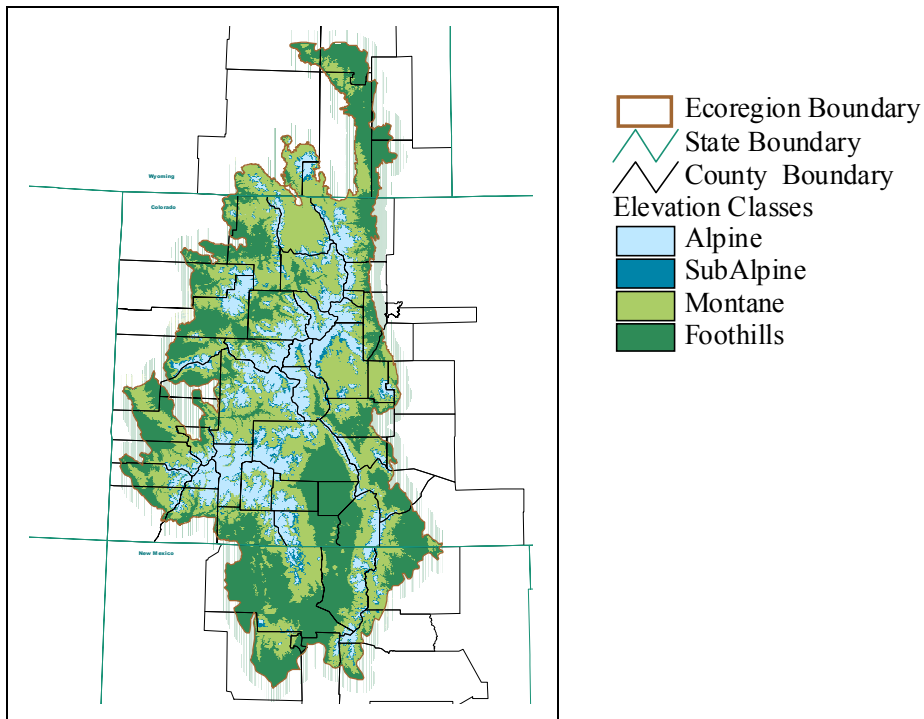 Wyoming
Colorado
New Mexico
Ecoregion Boundary
State Boundary
County Boundary
Elevation Classes
Alpine
SubAlpine
Montane
Foothills